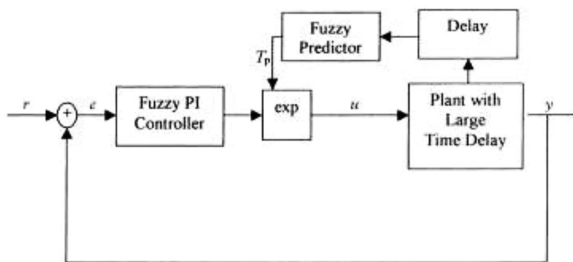 Fuzzy
Predictor
Delay
Tp
r
+
e
Fuzzy PI
Controller
exp
u
Plant with
Large
Time Delay
y